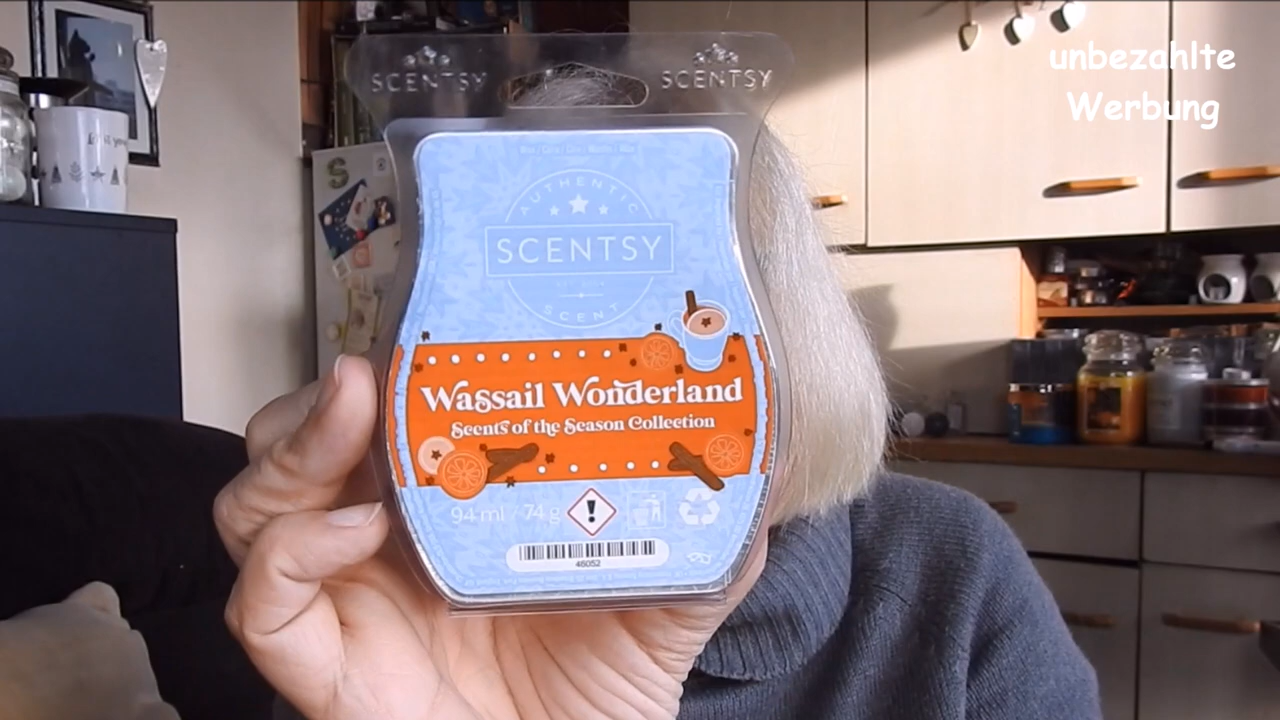 unbezahlte
Werbung
SCENTSY
SCENTSY
AUTHENTIC
SCENTSY
SCENT
Wassail Wonderland
Scents of the Season Collection
94 ml / 74 g
46052
S